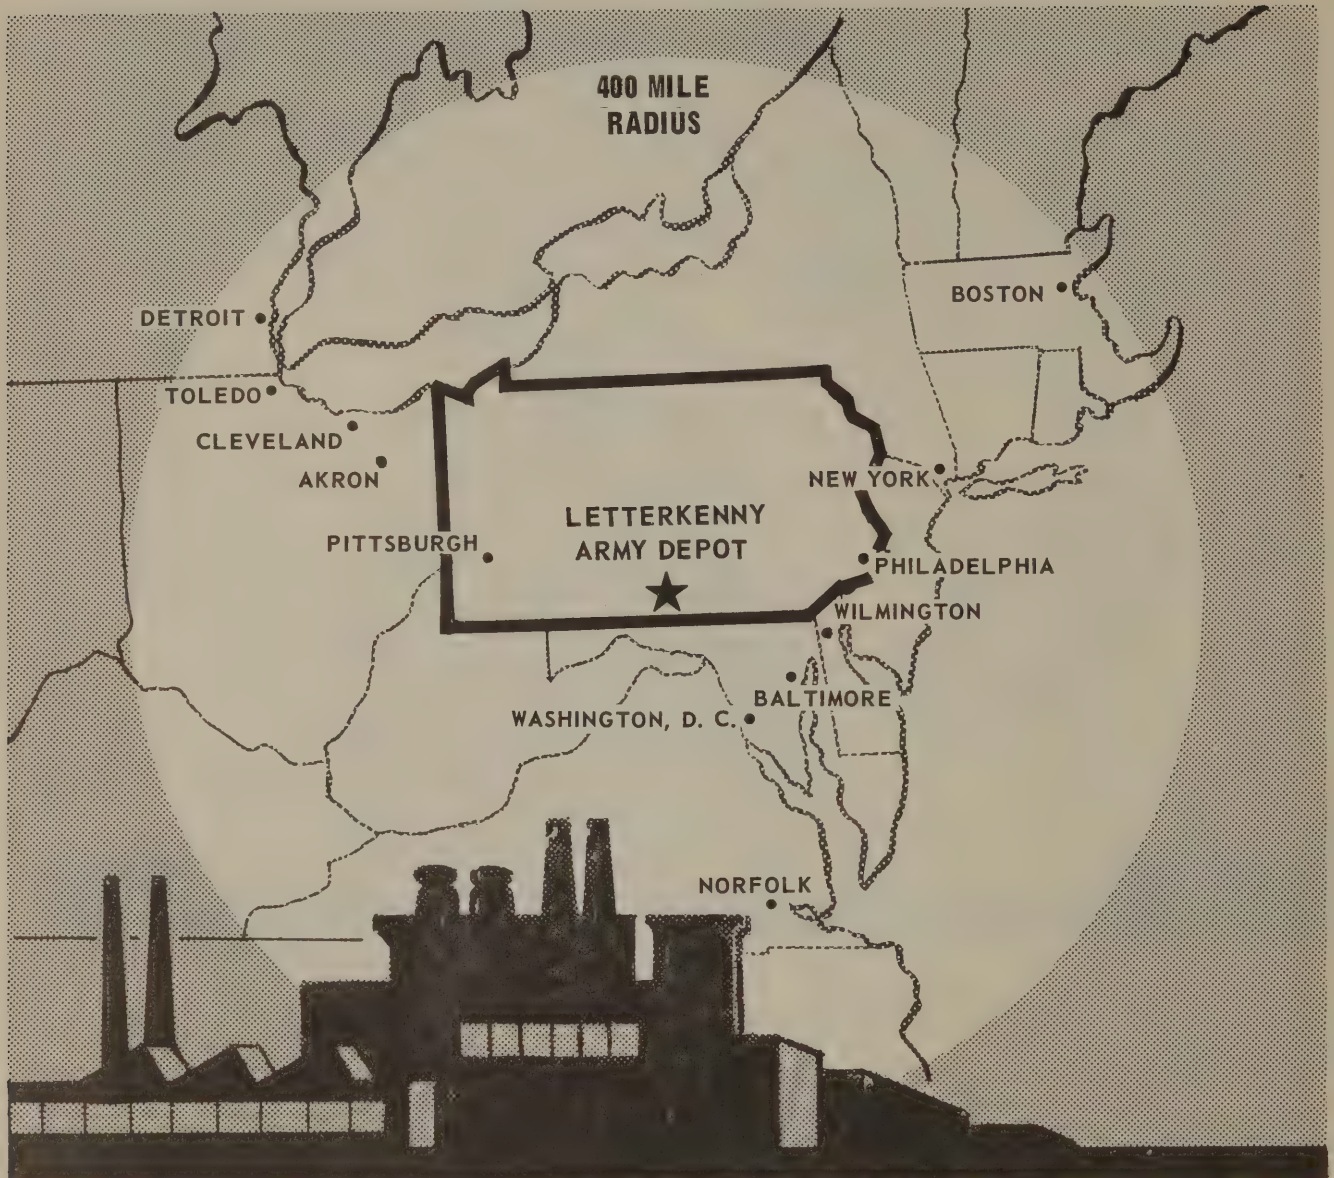 400 MILE
RADIUS
DETROIT
BOSTON
TOLEDO
CLEVELAND
AKRON
NEW YORK
LETTERKENNY
ARMY DEPOT
PITTSBURGH
PHILADELPHIA
WILMINGTON
BALTIMORE
WASHINGTON, D. C.
NORFOLK